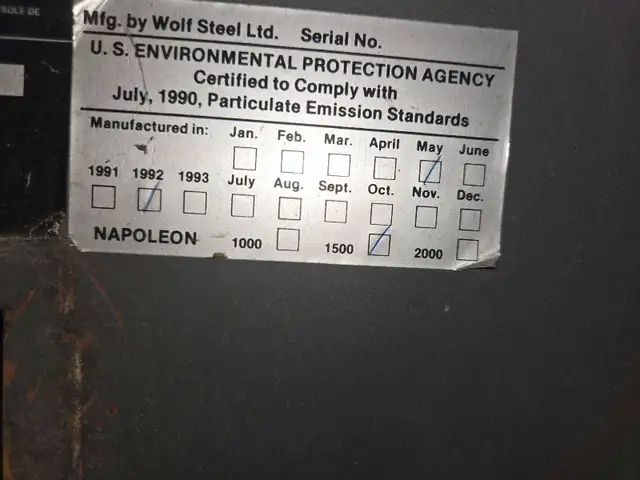 SOLE DE
Mfg. by Wolf Steel Ltd. Serial No.
U. S. ENVIRONMENTAL PROTECTION AGENCY
Certified to Comply with
July, 1990, Particulate Emission Standards
Manufactured in: Jan. Feb. Mar. April May June
1991 1992 1993 July Aug. Sept. Oct. Nov. Dec.
NAPOLEON 1000 1500 2000